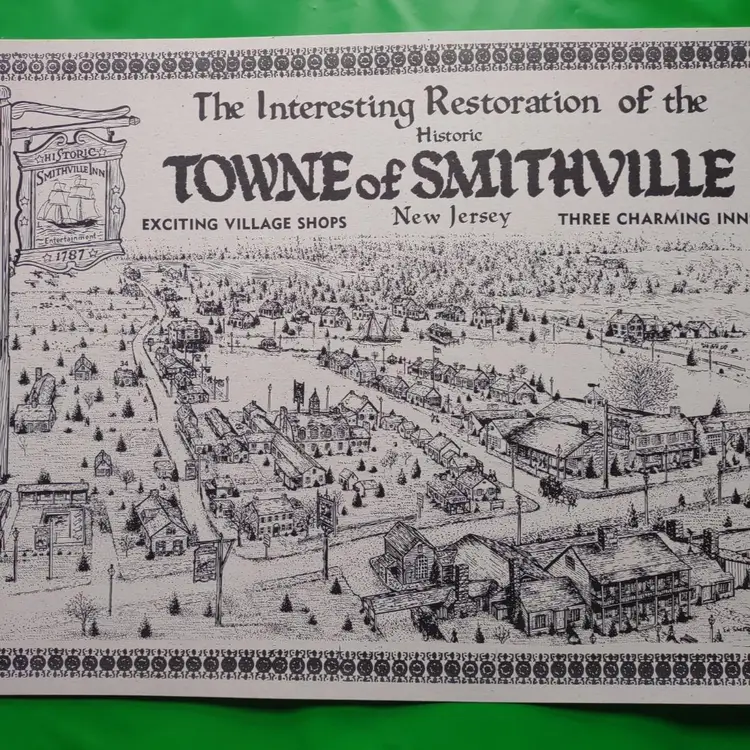 The Interesting Restoration of the
Historic
TOWNE of SMITHVILLE
New Jersey
EXCITING VILLAGE SHOPS
THREE CHARMING INN
HISTORIC
SMITHVILLE INN
Entertainment
1787